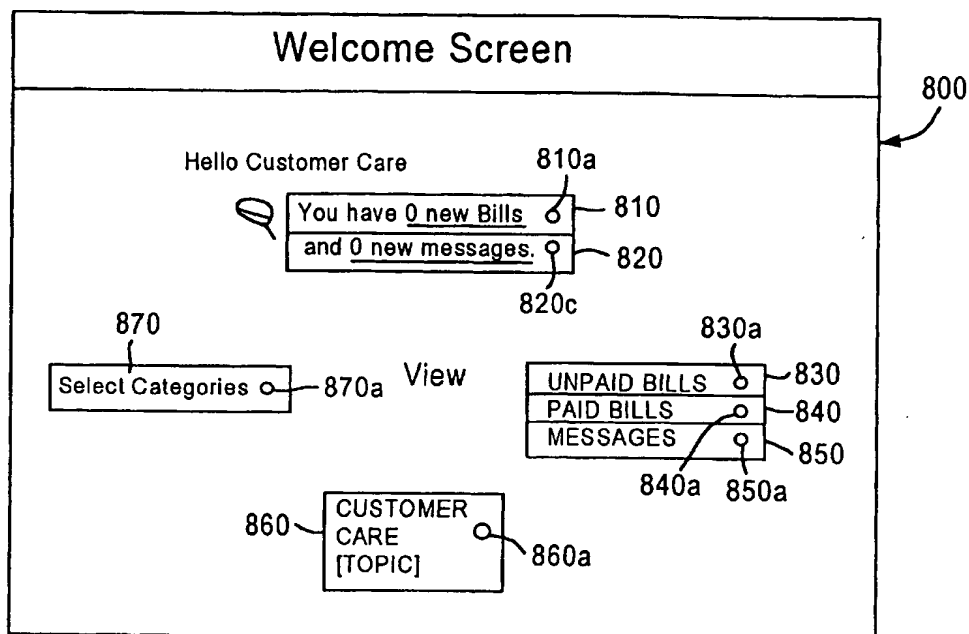 Welcome Screen
800
Hello Customer Care
810a
You have 0 new Bills
810
and 0 new messages.
820
820c
870
830a
Select Categories
870a
View
UNPAID BILLS
830
PAID BILLS
840
MESSAGES
850
840a
850a
860
CUSTOMER
CARE
[TOPIC]
860a